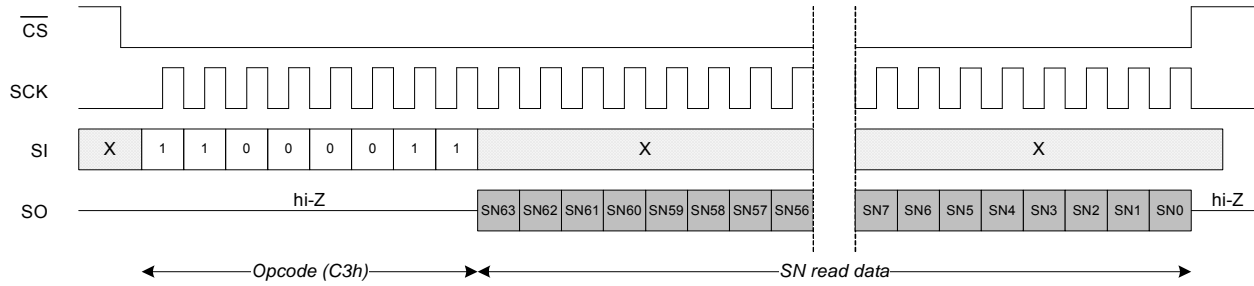 CS
SCK
SI X 1 1 0 0 0 0 1 1 X X
SO hi-Z SN63 SN62 SN61 SN60 SN59 SN58 SN57 SN56 SN7 SN6 SN5 SN4 SN3 SN2 SN1 SN0 hi-Z
Opcode (C3h) SN read data